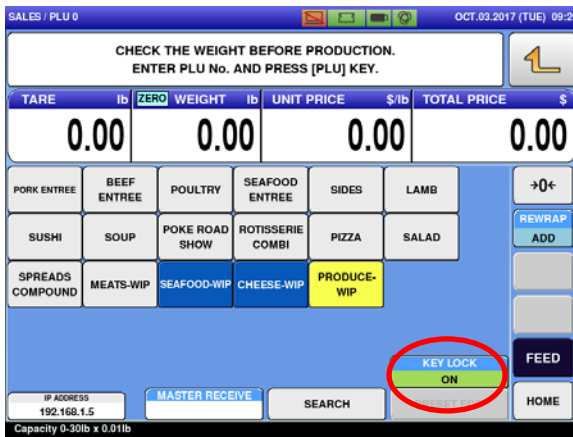 SALES / PLU 0 OCT.03.2017 (TUE) 09:2
CHECK THE WEIGHT BEFORE PRODUCTION.
ENTER PLU No. AND PRESS [PLU] KEY.
TARE lb ZERO WEIGHT lb UNIT PRICE $/lb TOTAL PRICE $
0.00 0.00 0.00 0.00
PORK ENTREE
BEEF
ENTREE
POULTRY
SEAFOOD
ENTREE
SIDES
LAMB
→0←
SUSHI
SOUP
POKE ROAD
SHOW
ROTISSERIE
COMBI
PIZZA
SALAD
REWRAP
ADD
SPREADS
COMPOUND
MEATS-WIP
SEAFOOD-WIP
CHEESE-WIP
PRODUCE-
WIP
KEY LOCK
ON
FEED
IP ADDRESS
192.168.1.5
MASTER RECEIVE
SEARCH
HOME
Capacity 0-30lb x 0.01lb